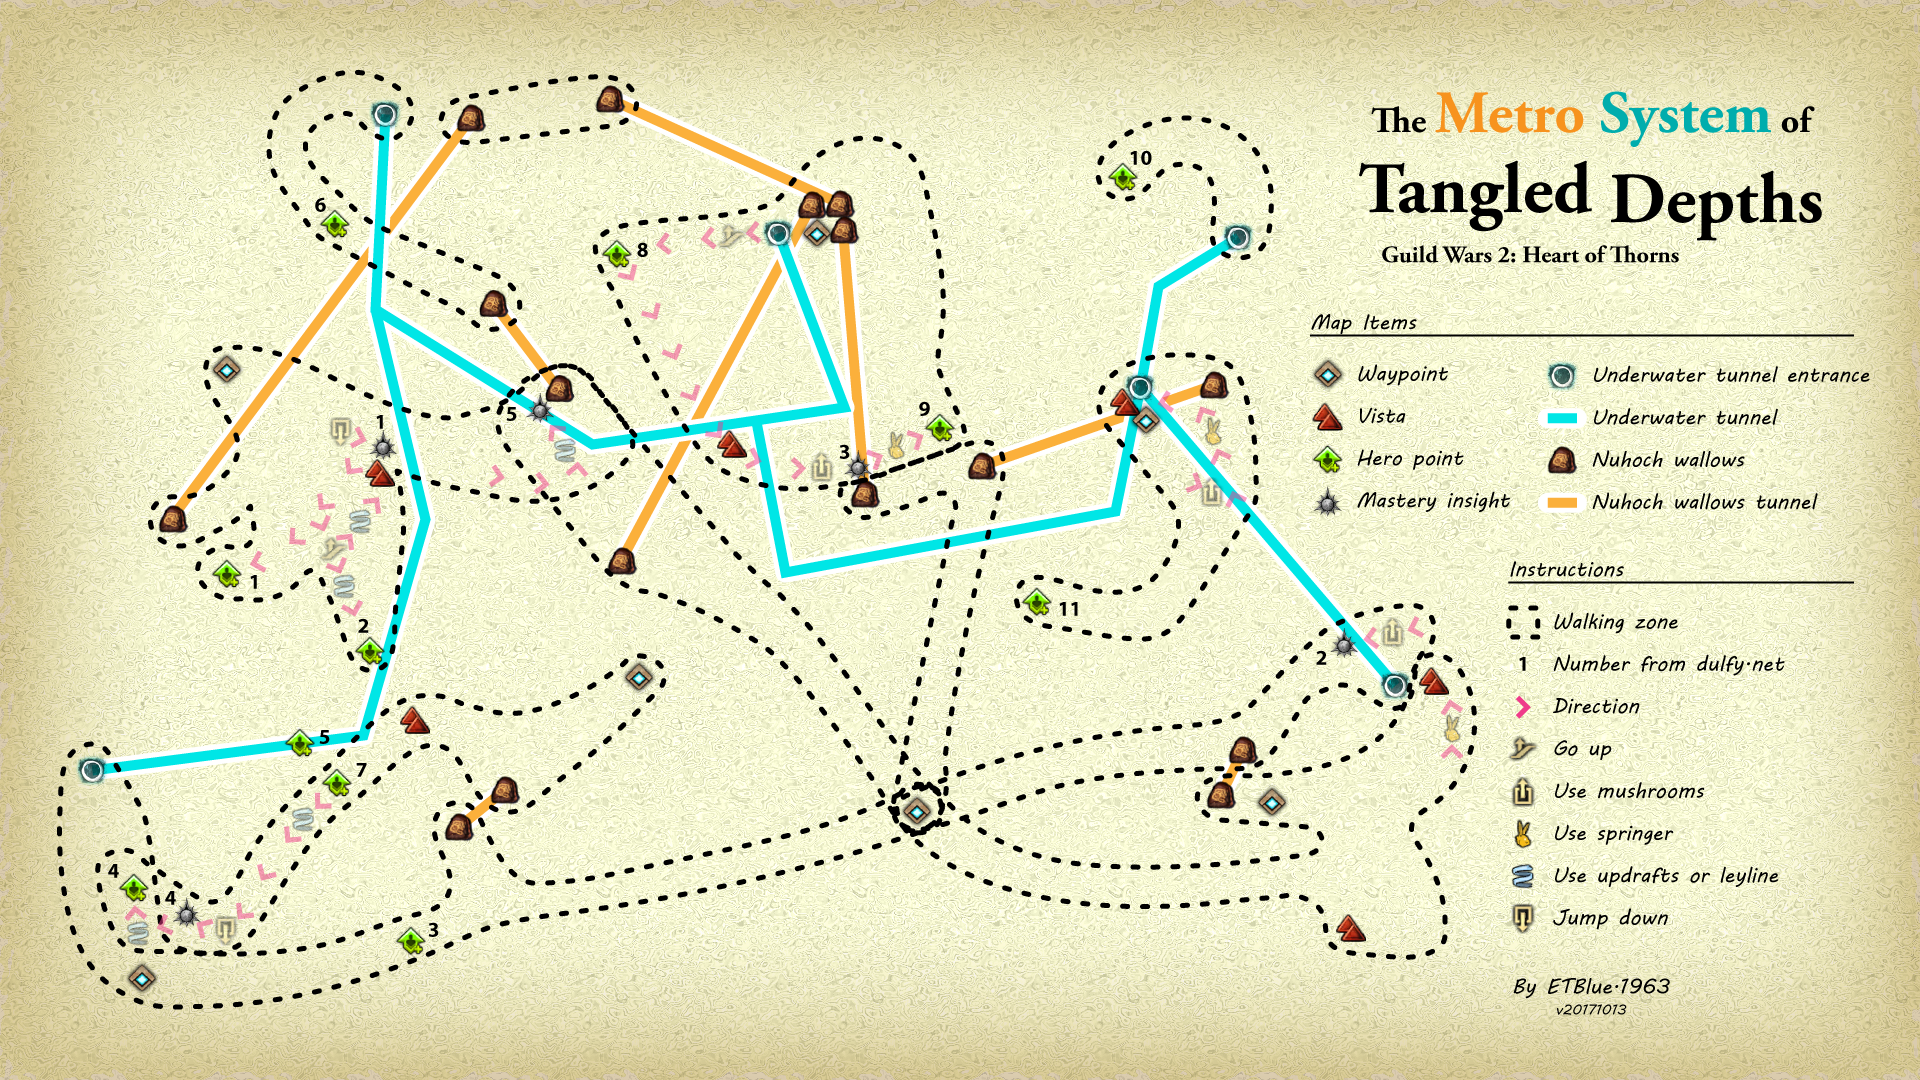 The Metro System of
Tangled Depths
Guild Wars 2: Heart of Thorns
Map Items
Waypoint
Underwater tunnel entrance
Vista
Underwater tunnel
Hero point
Nuhoch wallows
Mastery insight
Nuhoch wallows tunnel
Instructions
Walking zone
1 Number from dulfy.net
Direction
Go up
Use mushrooms
Use springer
Use updrafts or leyline
Jump down
By ETBlue.1963
v20171013
10
6
8
5
9
1
3
1
11
2
2
5
7
4
4
3